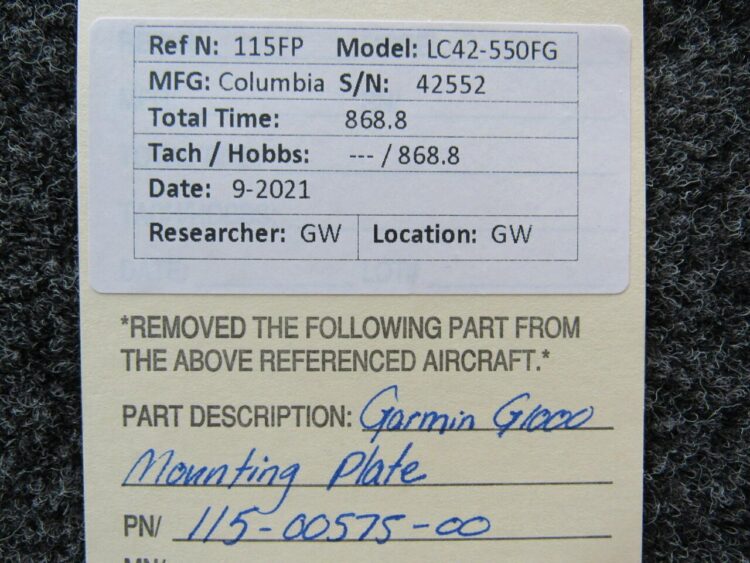 Ref N: 115FP Model: LC42-550FG
MFG: Columbia S/N: 42552
Total Time: 868.8
Tach / Hobbs: --- / 868.8
Date: 9-2021
Researcher: GW Location: GW
*REMOVED THE FOLLOWING PART FROM
THE ABOVE REFERENCED AIRCRAFT.*
PART DESCRIPTION: Garmin G1000
Mounting Plate
PN/ 115-00575-00